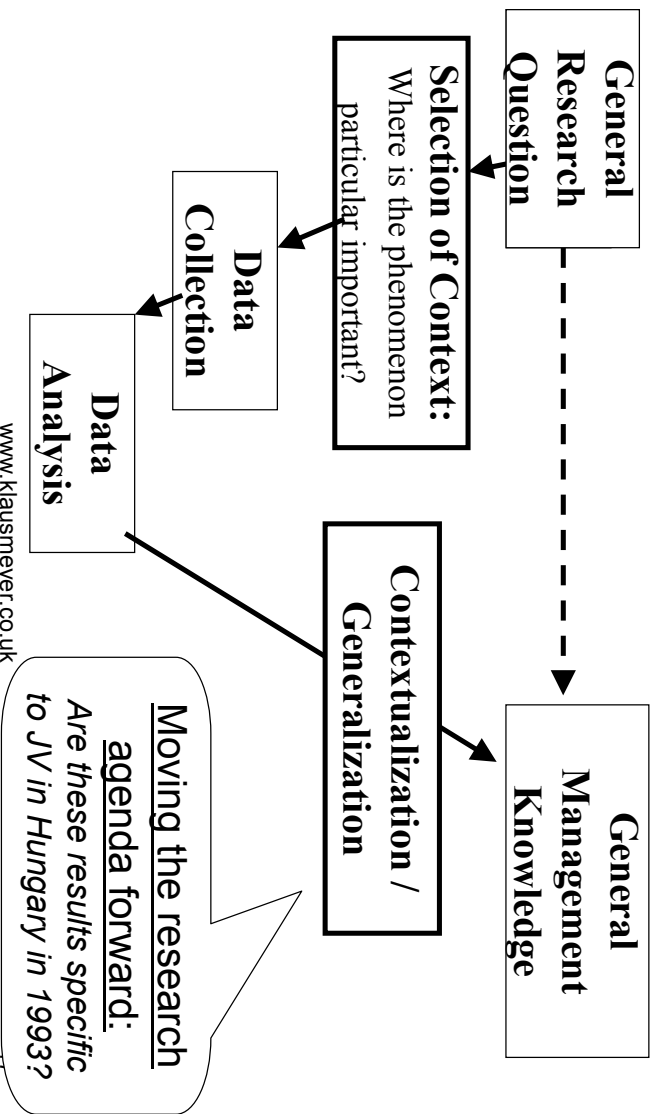 General
Research
Question
Selection of Context:
Where is the phenomenon
particular important?
Data
Collection
Data
Analysis
Contextualization /
Generalization
General
Management
Knowledge
Moving the research
agenda forward:
Are these results specific
to JV in Hungary in 1993?
www.klausmeyer.co.uk